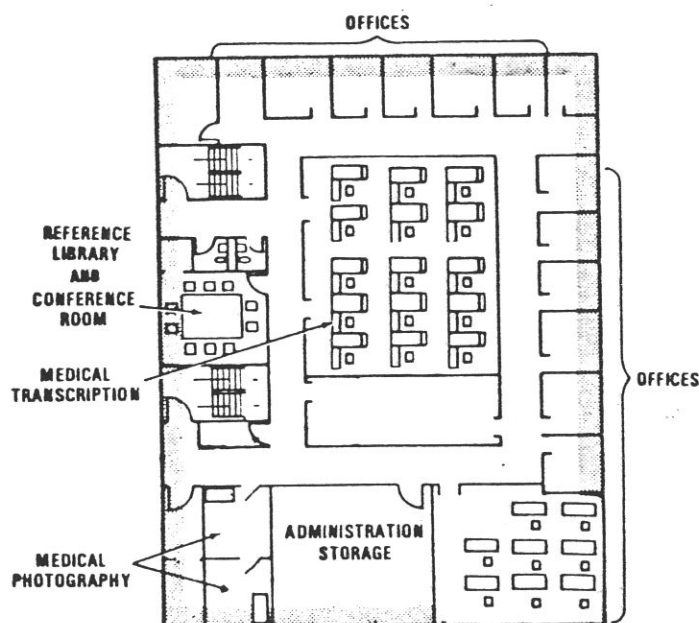 OFFICES
REFERENCE
LIBRARY
AND
CONFERENCE
ROOM
MEDICAL
TRANSCRIPTION
OFFICES
MEDICAL
PHOTOGRAPHY
ADMINISTRATION
STORAGE